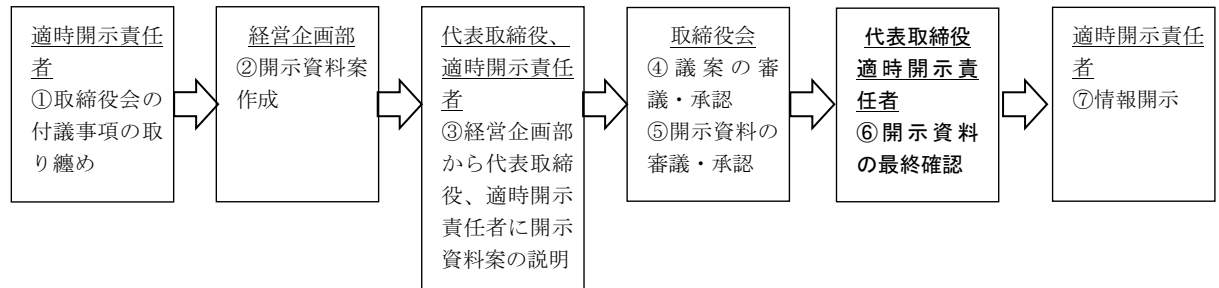 適時開示責任
者
①取締役会の
付議事項の取
り纏め
経営企画部
②開示資料案
作成
代表取締役、
適時開示責任
者
③経営企画部
から代表取締
役、適時開示
責任者に開示
資料案の説明
取締役会
④議案の審
議・承認
⑤開示資料の
審議・承認
代表取締役
適時開示責
任者
⑥開示資料
の最終確認
適時開示責任
者
⑦情報開示